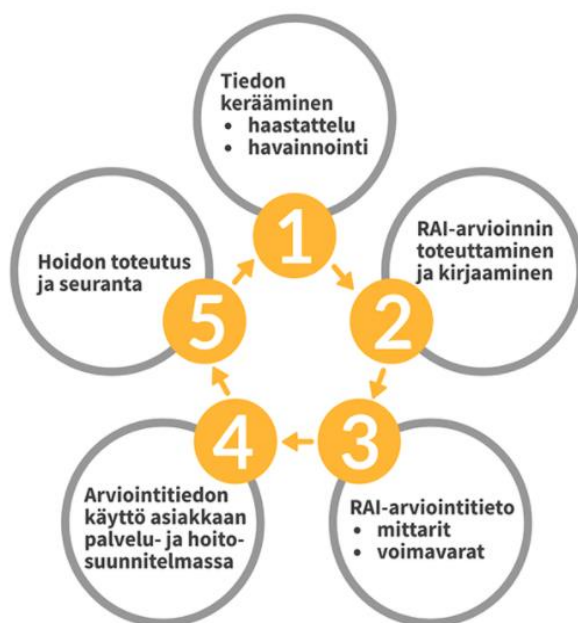 Tiedon
kerääminen
• haastattelu
• havainnointi
1
RAI-arvioinnin
toteuttaminen
ja kirjaaminen
2
RAI-arviointitieto
• mittarit
• voimavarat
3
Arviointitiedon
käyttö asiakkaan
palvelu- ja hoito-
suunnitelmassa
4
Hoidon toteutus
ja seuranta
5